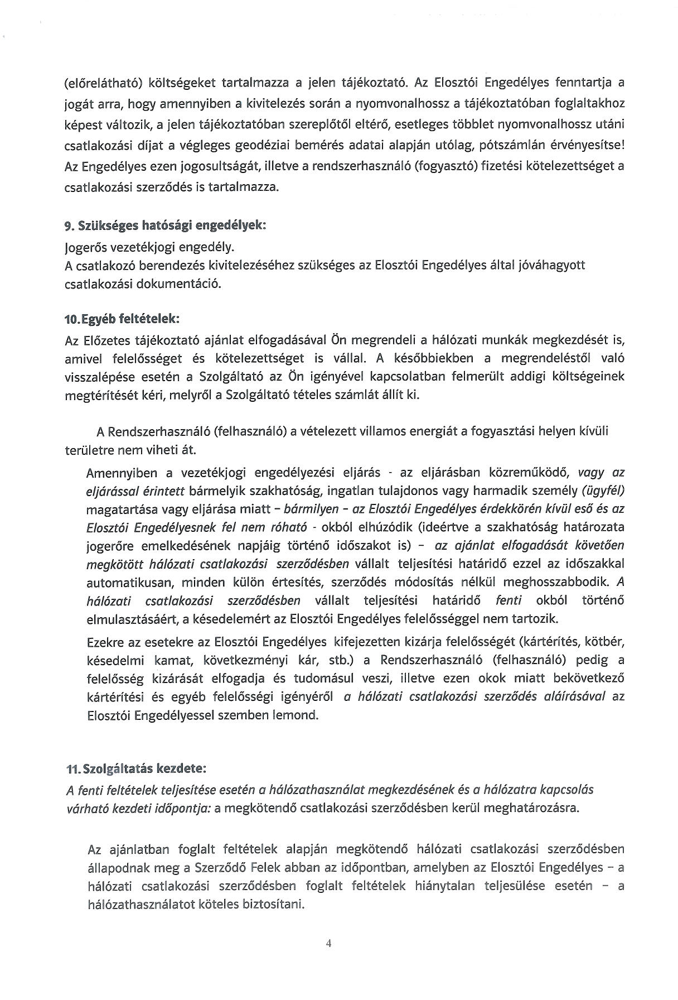 (előrelátható) költségeket tartalmazza a jelen tájékoztató. Az Elosztói Engedélyes fenntartja a
jogát arra, hogy amennyiben a kivitelezés során a nyomvonalhossz a tájékoztatóban foglaltakhoz
képest változik, a jelen tájékoztatóban szereplőtől eltérő, esetleges többlet nyomvonalhossz utáni
csatlakozási díjat a végleges geodéziai bemérés adatai alapján utólag, pótszámlán érvényesítse!
Az Engedélyes ezen jogosultságát, illetve a rendszerhasználó (fogyasztó) fizetési kötelezettséget a
csatlakozási szerződés is tartalmazza.
9. Szükséges hatósági engedélyek:
Jogerős vezetékjogi engedély.
A csatlakozó berendezés kivitelezéséhez szükséges az Elosztói Engedélyes által jóváhagyott
csatlakozási dokumentáció.
10.Egyéb feltételek:
Az Előzetes tájékoztató ajánlat elfogadásával Ön megrendeli a hálózati munkák megkezdését is,
amivel felelősséget és kötelezettséget is vállal. A későbbiekben a megrendeléstől való
visszalépése esetén a Szolgáltató az Ön igényével kapcsolatban felmerült addigi költségeinek
megtérítését kéri, melyről a Szolgáltató tételes számlát állít ki.
A Rendszerhasználó (felhasználó) a vételezett villamos energiát a fogyasztási helyen kívüli
területre nem viheti át.
Amennyiben a vezetékjogi engedélyezési eljárás - az eljárásban közreműködő, vagy az
eljárással érintett bármelyik szakhatóság, ingatlan tulajdonos vagy harmadik személy (ügyfél)
magatartása vagy eljárása miatt – bármilyen – az Elosztói Engedélyes érdekkörén kívül eső és az
Elosztói Engedélyesnek fel nem róható - okból elhúzódik (ideértve a szakhatóság határozata
jogerőre emelkedésének napjáig történő időszakot is) – az ajánlat elfogadását követően
megkötött hálózati csatlakozási szerződésben vállalt teljesítési határidő ezzel az időszakkal
automatikusan, minden külön értesítés, szerződés módosítás nélkül meghosszabbodik. A
hálózati csatlakozási szerződésben vállalt teljesítési határidő fenti okból történő
elmulasztásáért, a késedelemért az Elosztói Engedélyes felelősséggel nem tartozik.
Ezekre az esetekre az Elosztói Engedélyes kifejezetten kizárja felelősségét (kártérítés, kötbér,
késedelmi kamat, következményi kár, stb.) a Rendszerhasználó (felhasználó) pedig a
felelősség kizárását elfogadja és tudomásul veszi, illetve ezen okok miatt bekövetkező
kártérítési és egyéb felelősségi igényéről a hálózati csatlakozási szerződés aláírásával az
Elosztói Engedélyessel szemben lemond.
11. Szolgáltatás kezdete:
A fenti feltételek teljesítése esetén a hálózathasználat megkezdésének és a hálózatra kapcsolás
várható kezdeti időpontja: a megkötendő csatlakozási szerződésben kerül meghatározásra.
Az ajánlatban foglalt feltételek alapján megkötendő hálózati csatlakozási szerződésben
állapodnak meg a Szerződő Felek abban az időpontban, amelyben az Elosztói Engedélyes – a
hálózati csatlakozási szerződésben foglalt feltételek hiánytalan teljesülése esetén – a
hálózathasználatot köteles biztosítani.
4